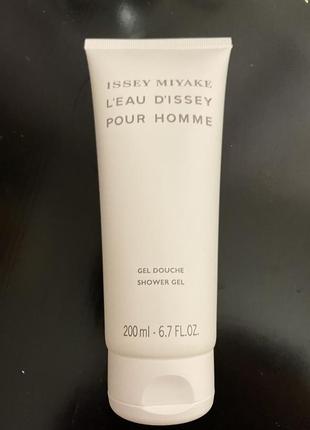 ISSEY MIYAKE
L'EAU D'ISSEY
POUR HOMME
GEL DOUCHE
SHOWER GEL
200 ml - 6.7 FL.OZ.